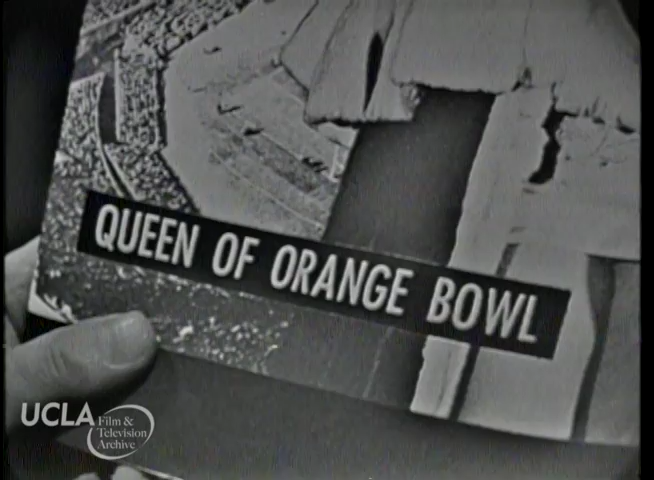 QUEEN OF ORANGE BOWL
UCLA
Film &
Television
Archive